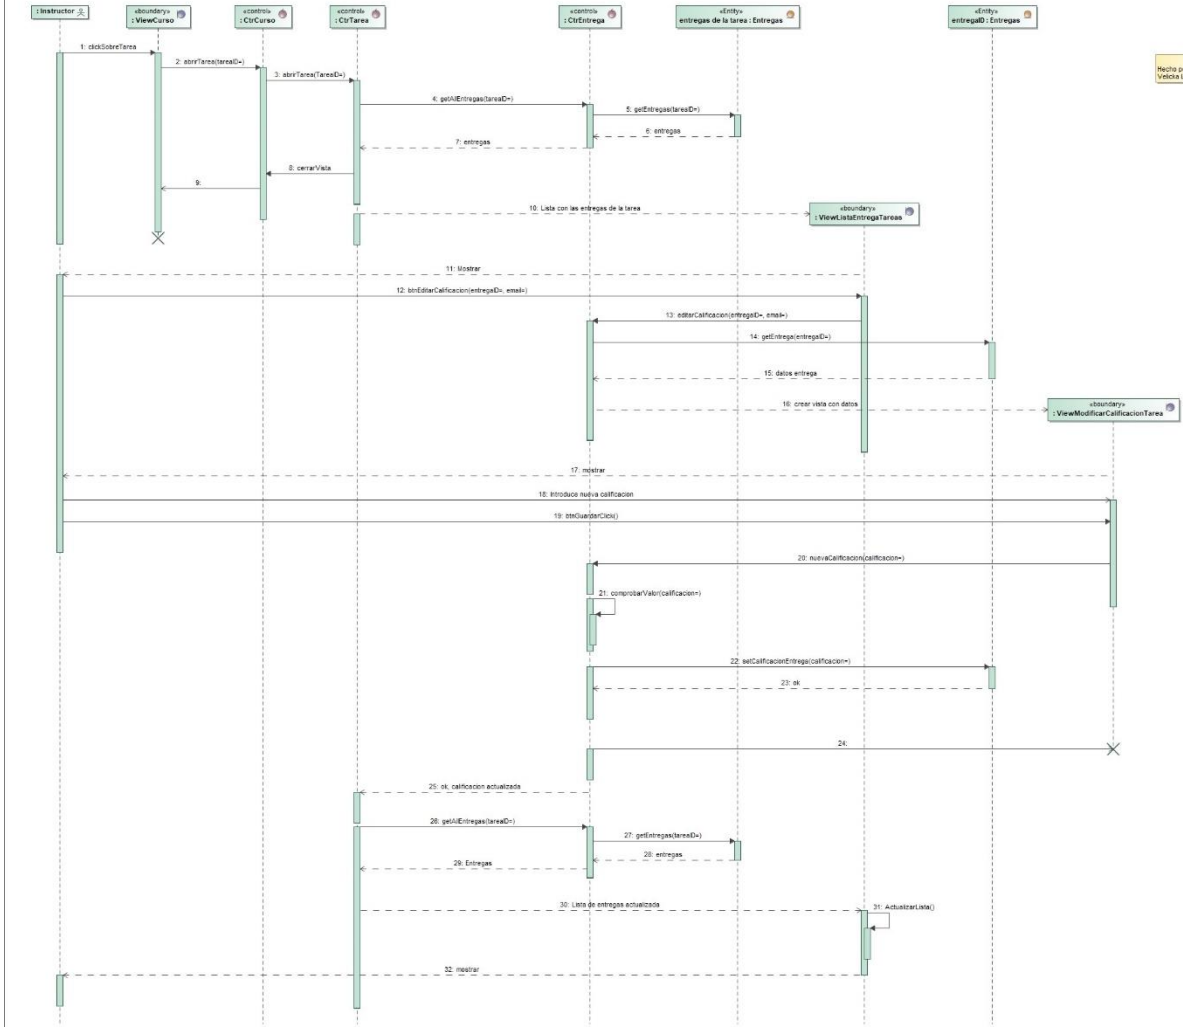 : Instructor
«boundary»
: ViewCurso
«control»
: CtrCurso
«control»
: CtrTarea
«control»
: CtrEntrega
«Entity»
entregas de la tarea : Entregas
«Entity»
entregaID : Entregas
Hecho p
Velicka
1: clickSobreTarea
2: abrirTarea(tareaID=)
3: abrirTarea(TareaID=)
4: getAllEntregas(tareaID=)
5: getEntregas(tareaID=)
6: entregas
7: entregas
8: cerrarVista
9:
10: Lista con las entregas de la tarea
«boundary»
: ViewListaEntregaTareas
11: Mostrar
12: btnEditarCalificacion(entregaID=, email=)
13: editarCalificacion(entregaID=, email=)
14: getEntrega(entregaID=)
15: datos entrega
16: crear vista con datos
«boundary»
: ViewModificarCalificacionTarea
17: mostrar
18: Introduce nueva calificacion
19: btnGuardarClick()
20: nuevaCalificacion(calificacion=)
21: comprobarValor(calificacion=)
22: setCalificacionEntrega(calificacion=)
23: ok
24:
25: ok, calificacion actualizada
26: getAllEntregas(tareaID=)
27: getEntregas(tareaID=)
28: entregas
29: Entregas
30: Lista de entregas actualizada
31: ActualizarLista()
32: mostrar